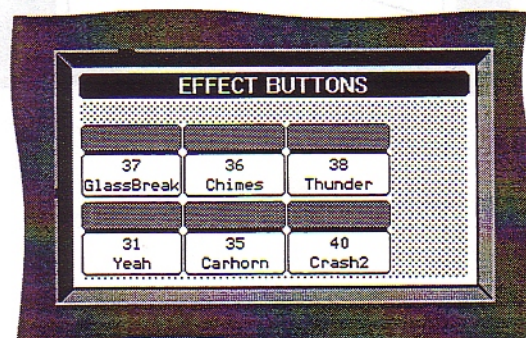 EFFECT BUTTONS
37 36 38
GlassBreak Chimes Thunder
31 35 40
Yeah Carhorn Crash2